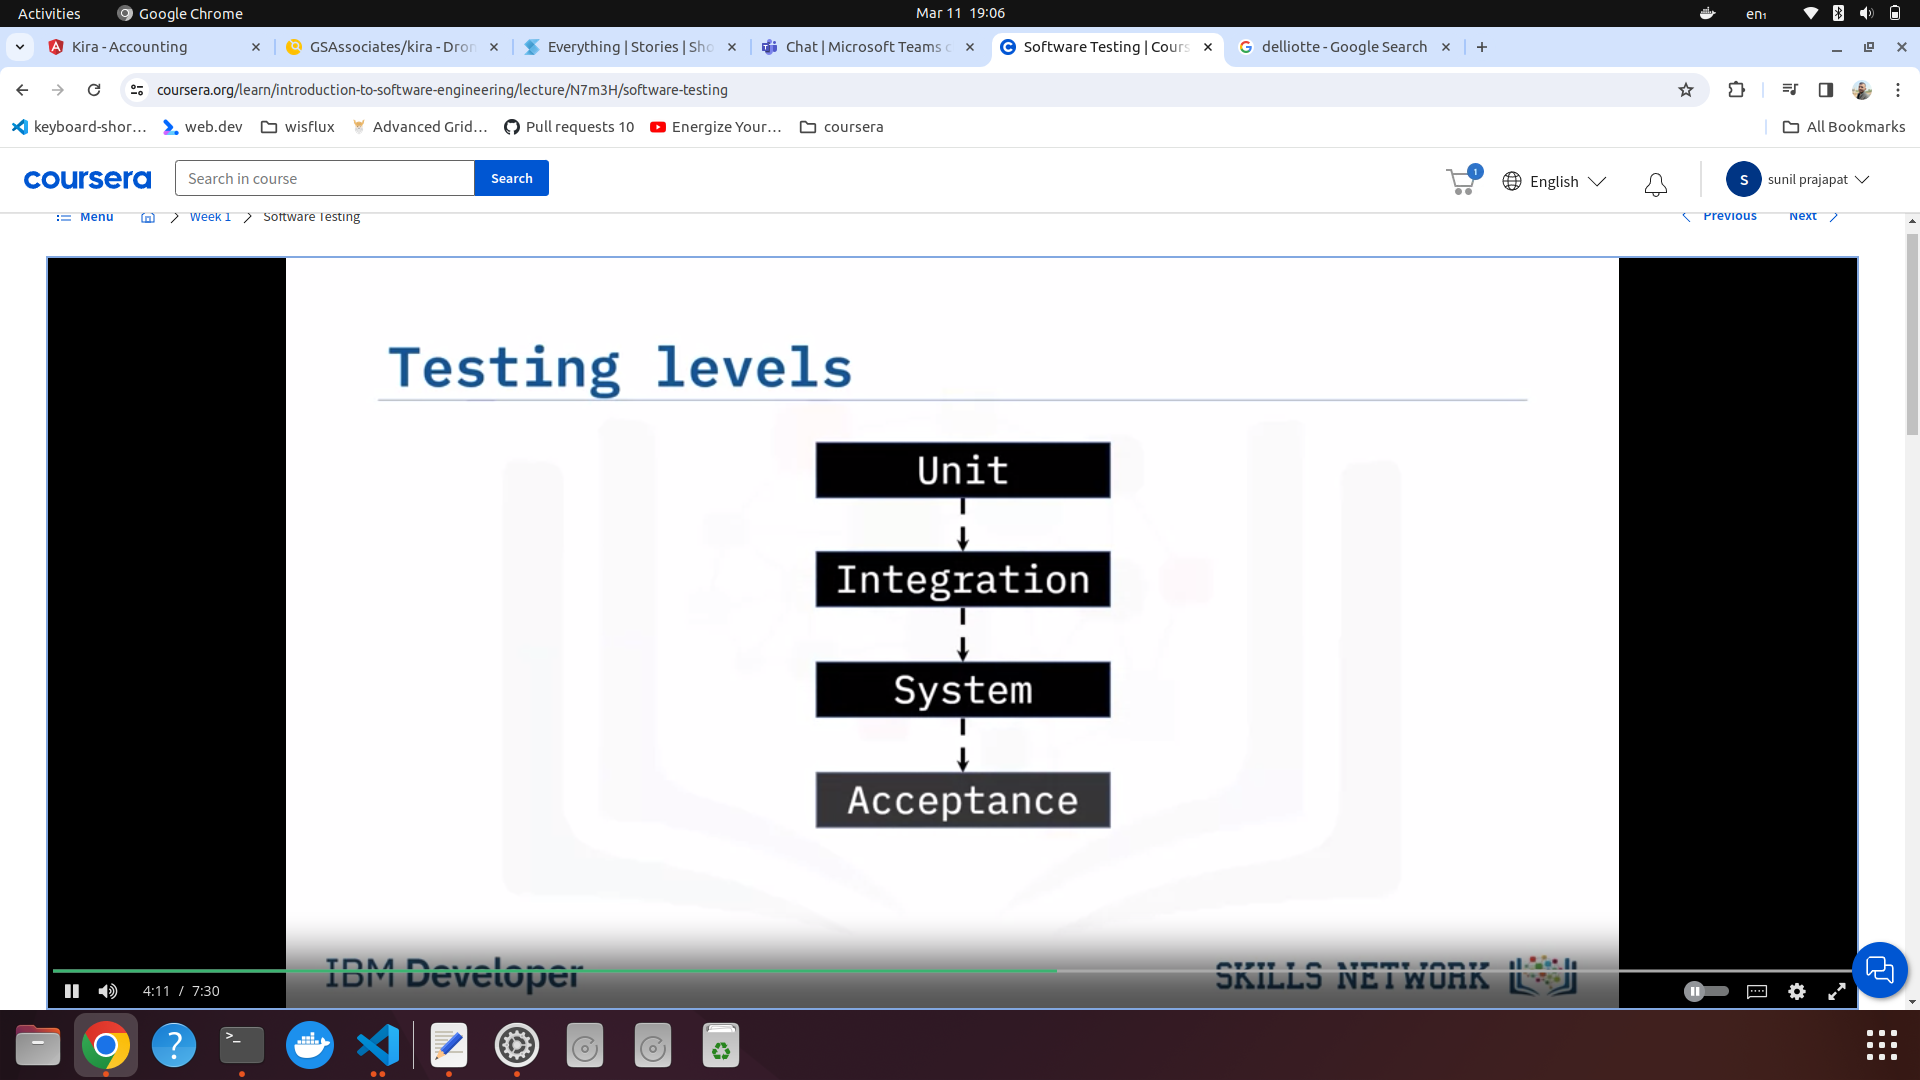 Activities Google Chrome Mar 11 19:06 en₁
Kira - Accounting GSAssociates/kira - Dron Everything | Stories | Sho Chat | Microsoft Teams c Software Testing | Cours delliotte - Google Search
coursera.org/learn/introduction-to-software-engineering/lecture/N7m3H/software-testing
keyboard-shor... web.dev wisflux Advanced Grid... Pull requests 10 Energize Your... coursera All Bookmarks
coursera Search in course Search 1 English S sunil prajapat
Menu Week 1 Software Testing Previous Next
Testing levels
Unit
Integration
System
Acceptance
IBM Developer SKILLS NETWORK
4:11 / 7:30